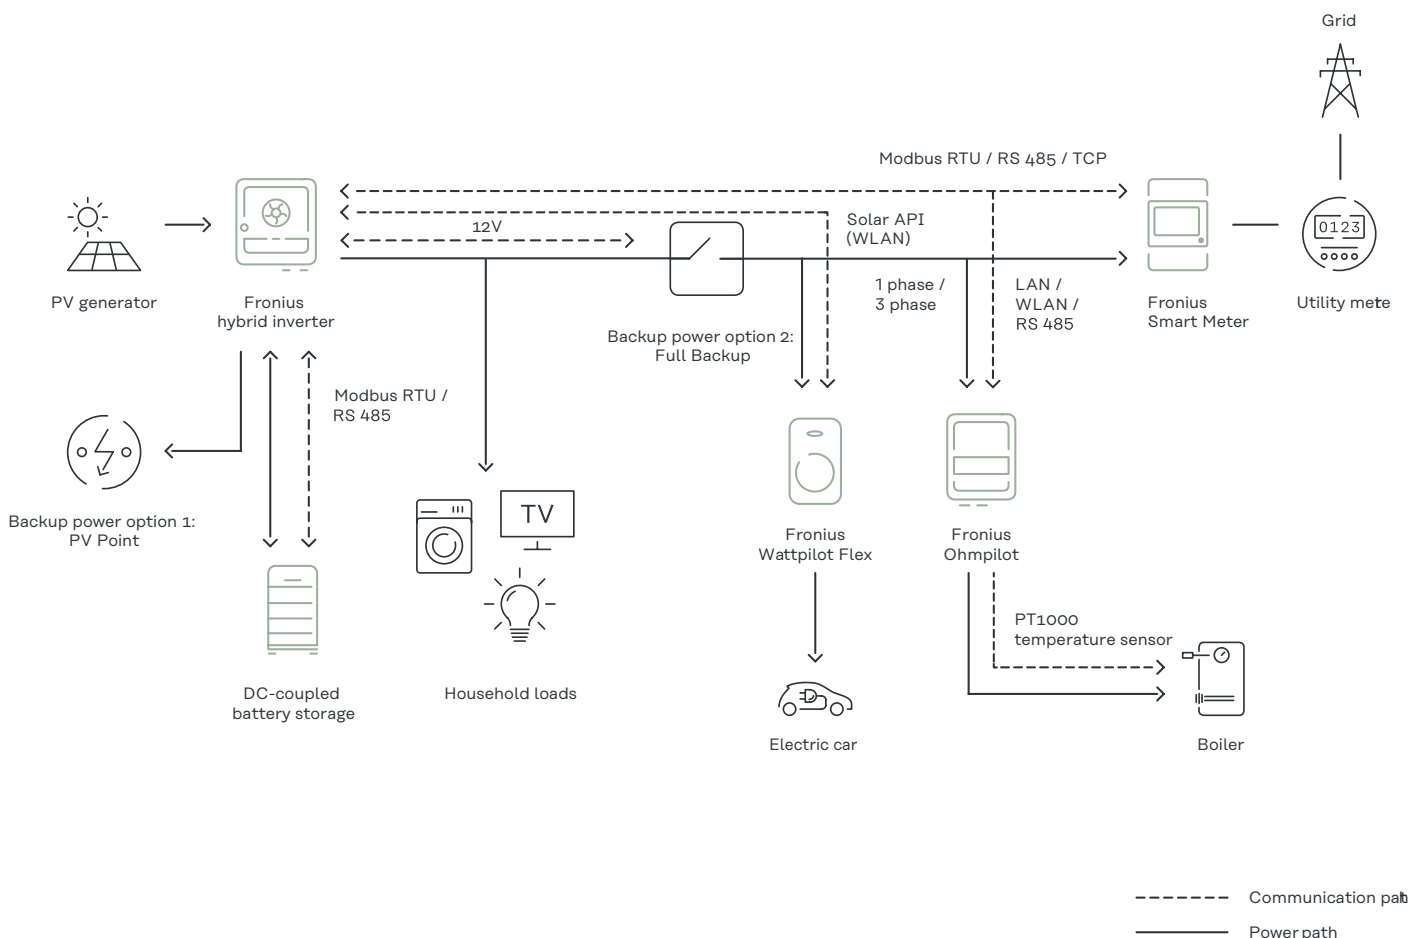 Grid
Modbus RTU / RS 485 / TCP
12V
Solar API
(WLAN)
0123
PV generator
Fronius
hybrid inverter
1 phase /
3 phase
LAN /
WLAN /
RS 485
Fronius
Smart Meter
Utility mete
Backup power option 2:
Full Backup
Modbus RTU /
RS 485
Backup power option 1:
PV Point
TV
Fronius
Wattpilot Flex
Fronius
Ohmpilot
PT1000
temperature sensor
DC-coupled
battery storage
Household loads
Electric car
Boiler
Communication path
Power path